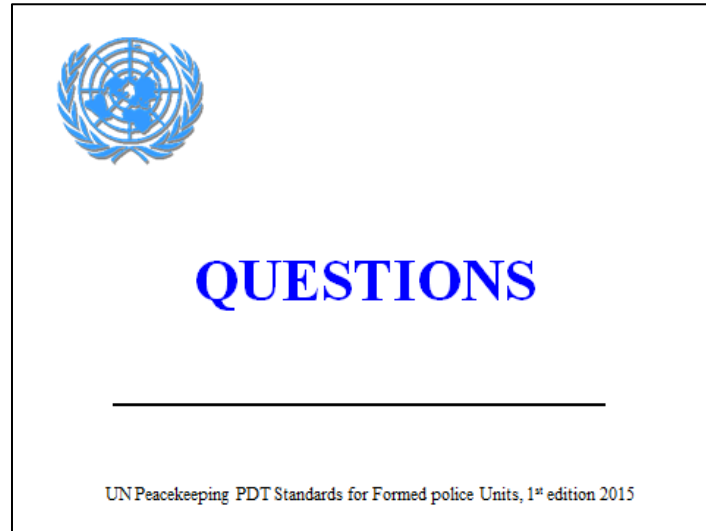 QUESTIONS
UN Peacekeeping PDT Standards for Formed police Units, 1st edition 2015